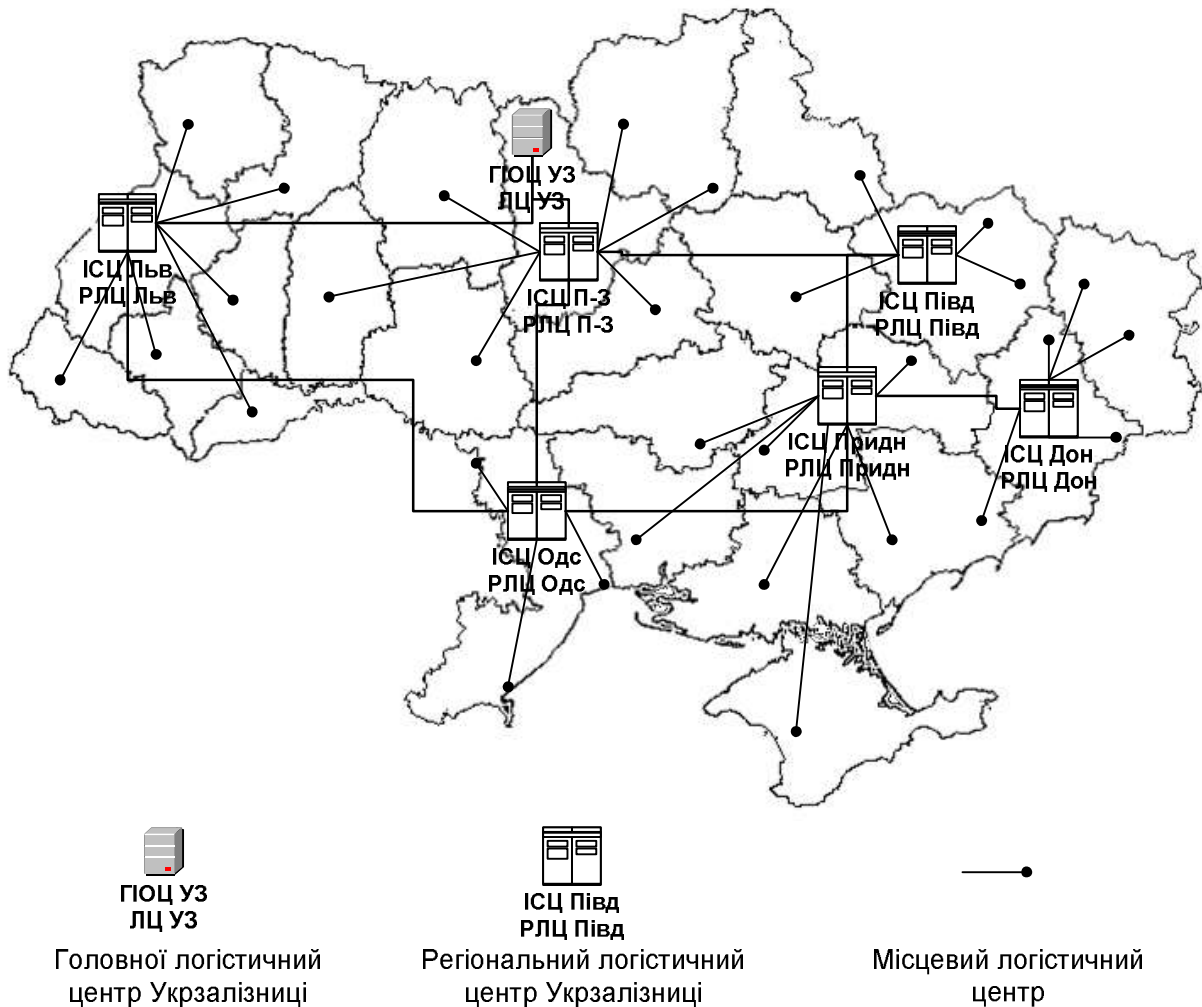 ГІОЦ УЗ
ЛЦ УЗ
ІСЦ Льв
РЛЦ Льв
ІСЦ П-З
РЛЦ П-З
ІСЦ Півд
РЛЦ Півд
ІСЦ Придн
РЛЦ Придн
ІСЦ Дон
РЛЦ Дон
ІСЦ Одс
РЛЦ Одс
ГІОЦ УЗ
ЛЦ УЗ
Головної логістичний
центр Укрзалізниці
ІСЦ Півд
РЛЦ Півд
Регіональний логістичний
центр Укрзалізниці
Місцевий логістичний
центр